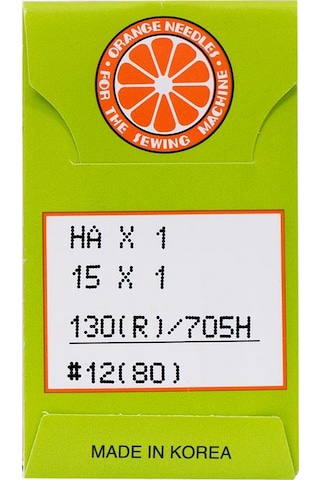 ORANGE NEEDLES
FOR THE SEWING MACHINE
HA X 1
15 X 1
130(R)/705H
#12(80)
MADE IN KOREA